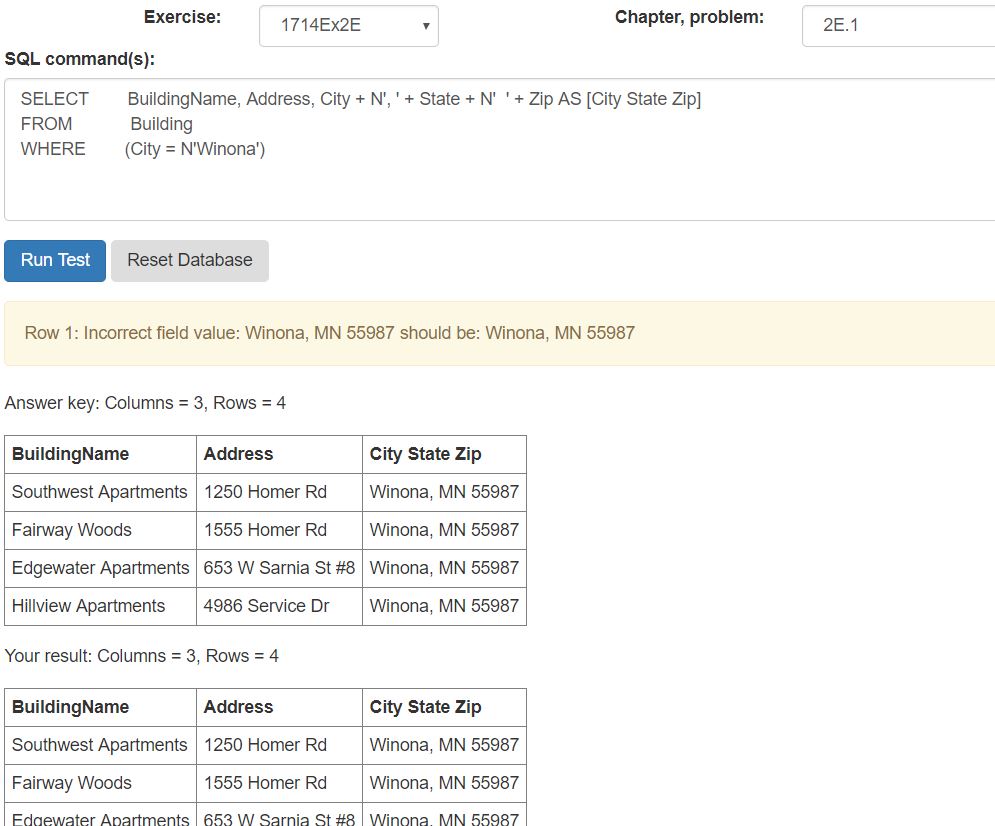 Exercise: 1714Ex2E Chapter, problem: 2E.1
SQL command(s):
SELECT BuildingName, Address, City + N', ' + State + N'  ' + Zip AS [City State Zip]
FROM Building
WHERE (City = N'Winona')
Run Test Reset Database
Row 1: Incorrect field value: Winona, MN 55987 should be: Winona, MN 55987
Answer key: Columns = 3, Rows = 4
BuildingName Address City State Zip
Southwest Apartments 1250 Homer Rd Winona, MN 55987
Fairway Woods 1555 Homer Rd Winona, MN 55987
Edgewater Apartments 653 W Sarnia St #8 Winona, MN 55987
Hillview Apartments 4986 Service Dr Winona, MN 55987
Your result: Columns = 3, Rows = 4
BuildingName Address City State Zip
Southwest Apartments 1250 Homer Rd Winona, MN 55987
Fairway Woods 1555 Homer Rd Winona, MN 55987
Edgewater Apartments 653 W Sarnia St #8 Winona, MN 55987